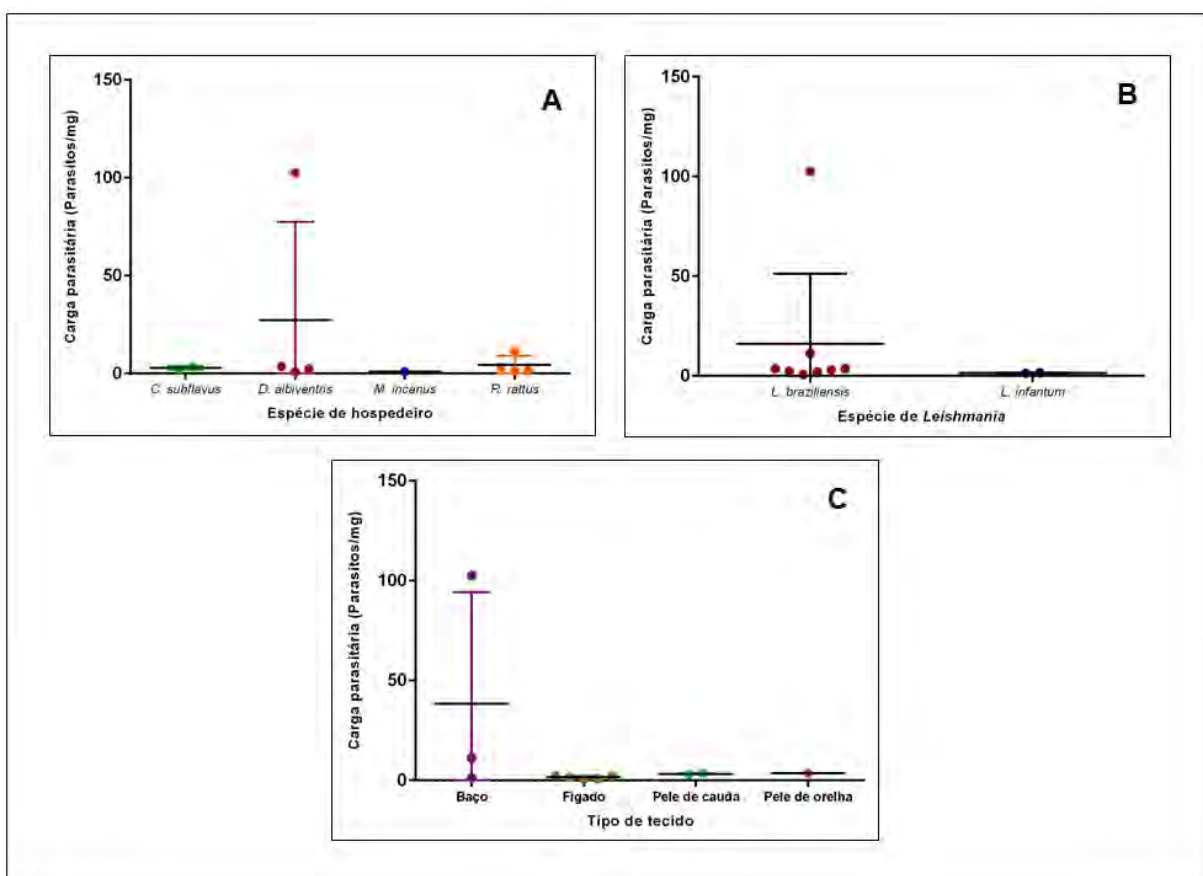 A
Carga parasitária (Parasitos/mg)
150
100
50
0
C. subflavus D. albiventris M. incanus R. rattus
Espécie de hospedeiro
B
Carga parasitária (Parasitos/mg)
150
100
50
0
L. braziliensis L. infantum
Espécie de Leishmania
C
Carga parasitária (Parasitos/mg)
150
100
50
0
Baço Fígado Pele de cauda Pele de orelha
Tipo de tecido